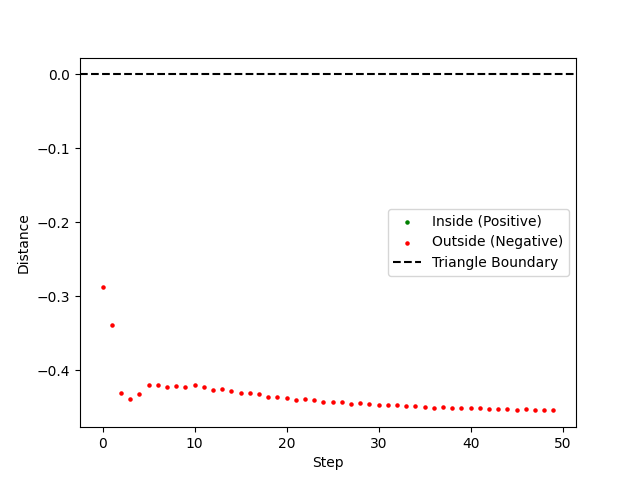 0.0
−0.1
−0.2
−0.3
−0.4
Distance
Inside (Positive)
Outside (Negative)
Triangle Boundary
0 10 20 30 40 50
Step